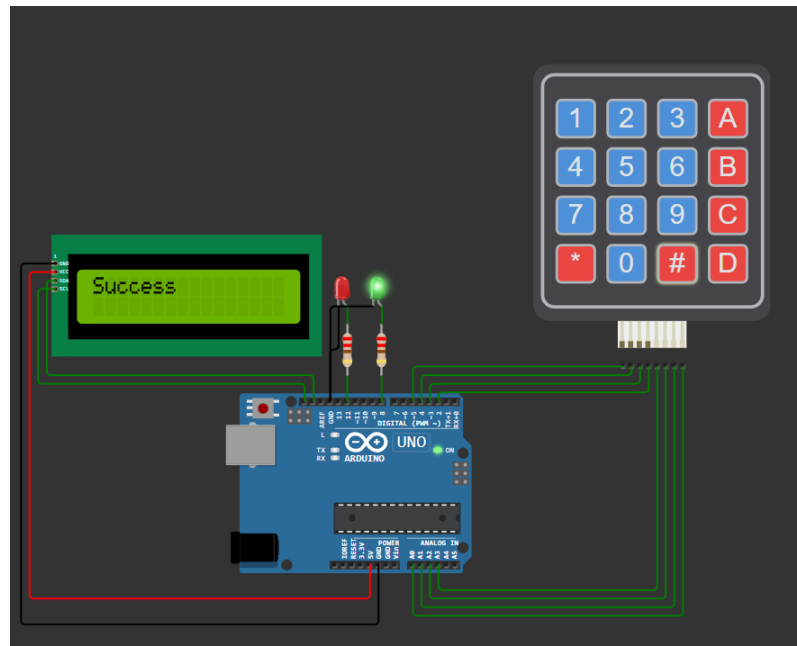 1 2 3 A
4 5 6 B
7 8 9 C
* 0 # D
1
GND
VCC
SDA
SCL
Success
AREF
GND
13
12
~11
~10
~9
8
7
~6
~5
4
~3
2
TX→1
RX←0
DIGITAL (PWM ~)
L
TX
RX
UNO
ARDUINO
ON
IOREF
RESET
3.3V
5V
GND
GND
Vin
POWER
ANALOG IN
A0
A1
A2
A3
A4
A5